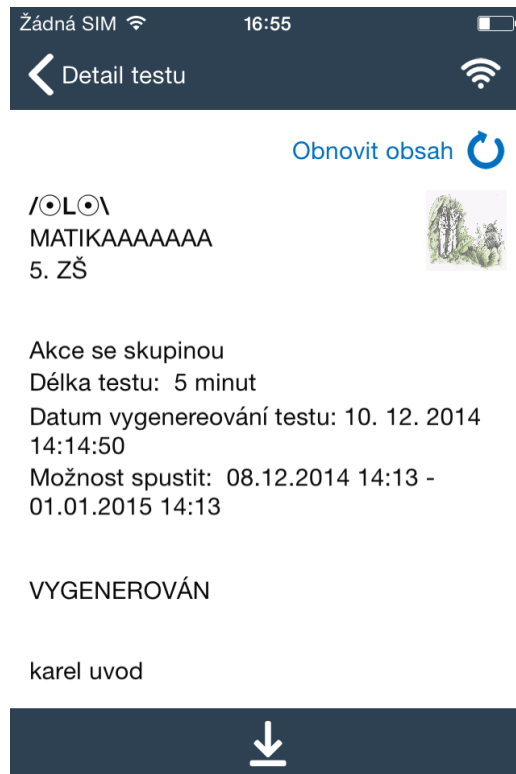 Žádná SIM 16:55
Detail testu
Obnovit obsah
/⦿L⦿\
MATIKAAAAAAA
5. ZŠ
Akce se skupinou
Délka testu: 5 minut
Datum vygenereování testu: 10. 12. 2014
14:14:50
Možnost spustit: 08.12.2014 14:13 -
01.01.2015 14:13
VYGENEROVÁN
karel uvod